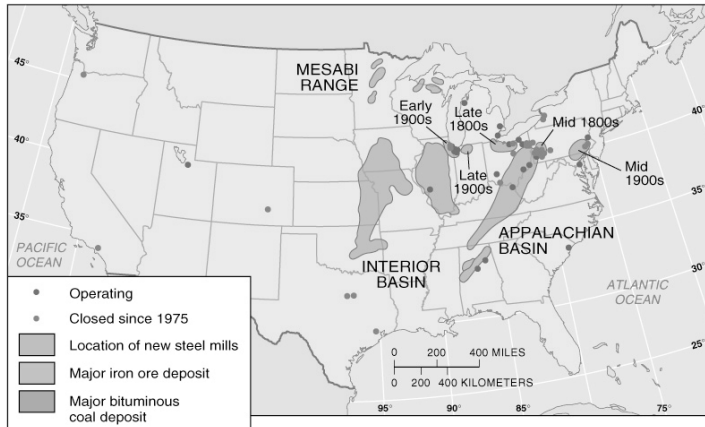 45°
40°
35°
MESABI
RANGE
Early
1900s
Late
1800s
Mid 1800s
Late
1900s
Mid
1900s
45°
40°
35°
30°
25°
PACIFIC
OCEAN
INTERIOR
BASIN
APPALACHIAN
BASIN
ATLANTIC
OCEAN
Operating
Closed since 1975
Location of new steel mills
Major iron ore deposit
Major bituminous
coal deposit
0 200 400 MILES
0 200 400 KILOMETERS
95° 90° 85° 80° 75°